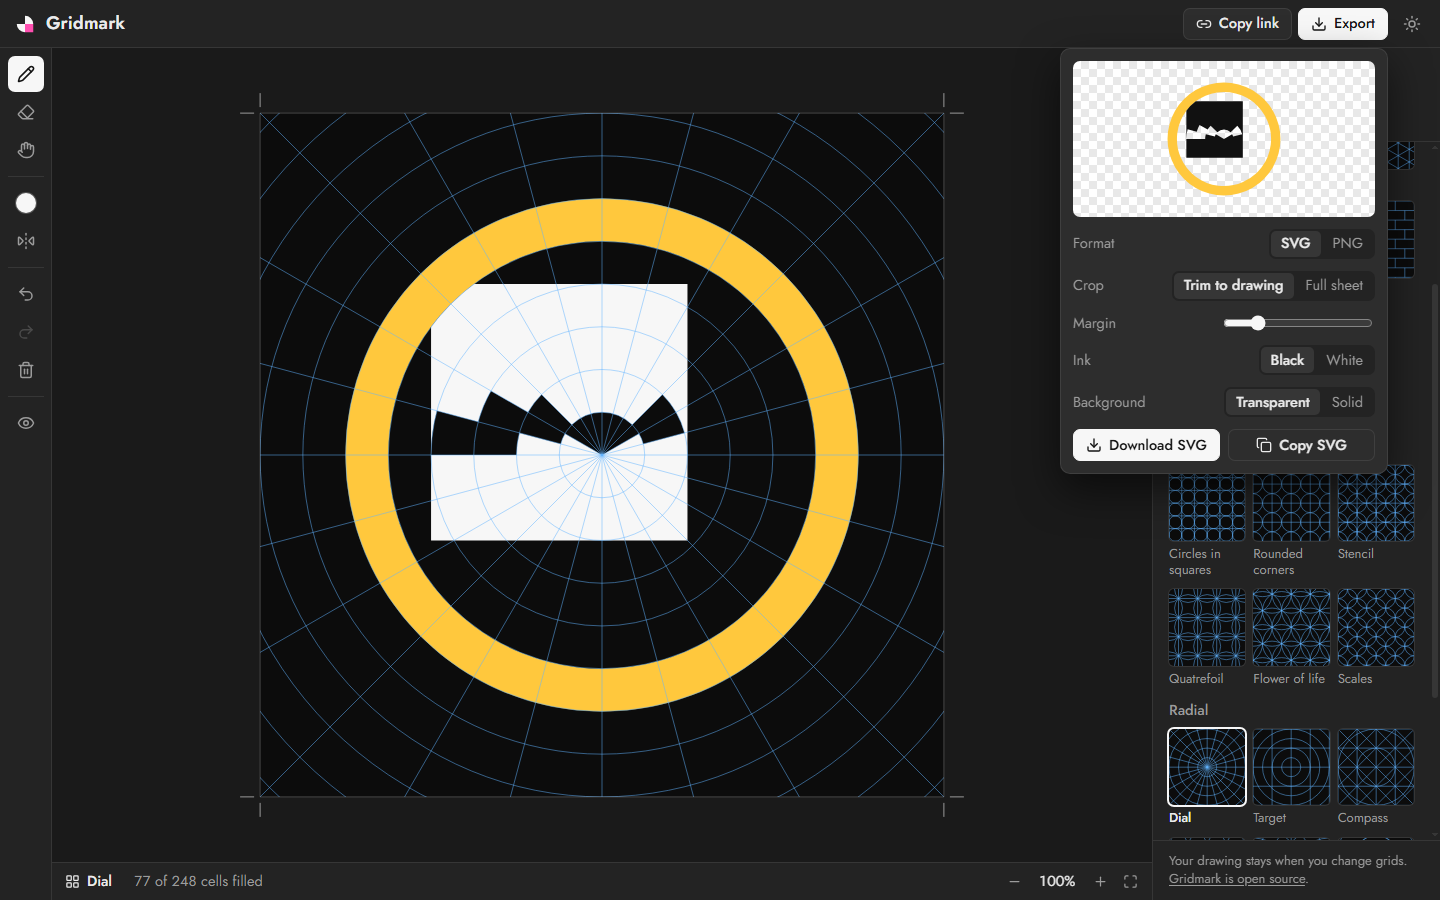 Gridmark
Copy link
Export
Format
SVG
PNG
Crop
Trim to drawing
Full sheet
Margin
Ink
Black
White
Background
Transparent
Solid
Download SVG
Copy SVG
Circles in
squares
Rounded
corners
Stencil
Quatrefoil
Flower of life
Scales
Radial
Dial
Target
Compass
Your drawing stays when you change grids.
Gridmark is open source.
Dial
77 of 248 cells filled
100%